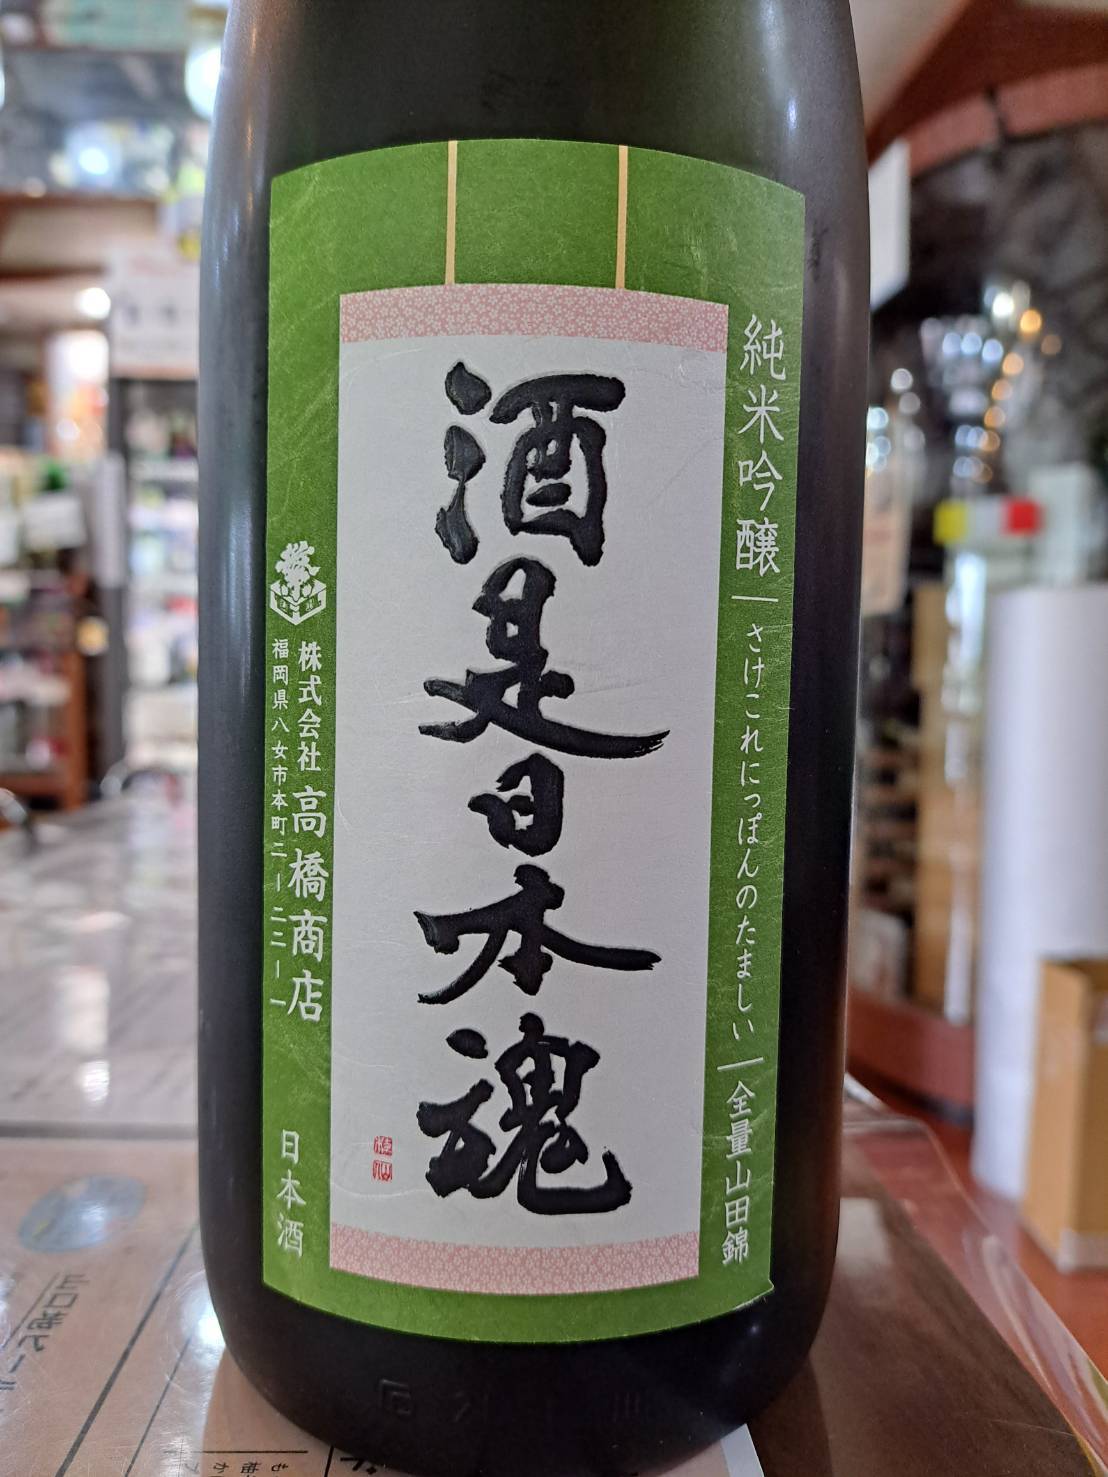 純米吟醸
さけこれにっぽんのたましい
全量山田錦
酒是日本魂
株式会社 高橋商店
福岡県八女市本町二ー二二ー一
日本酒